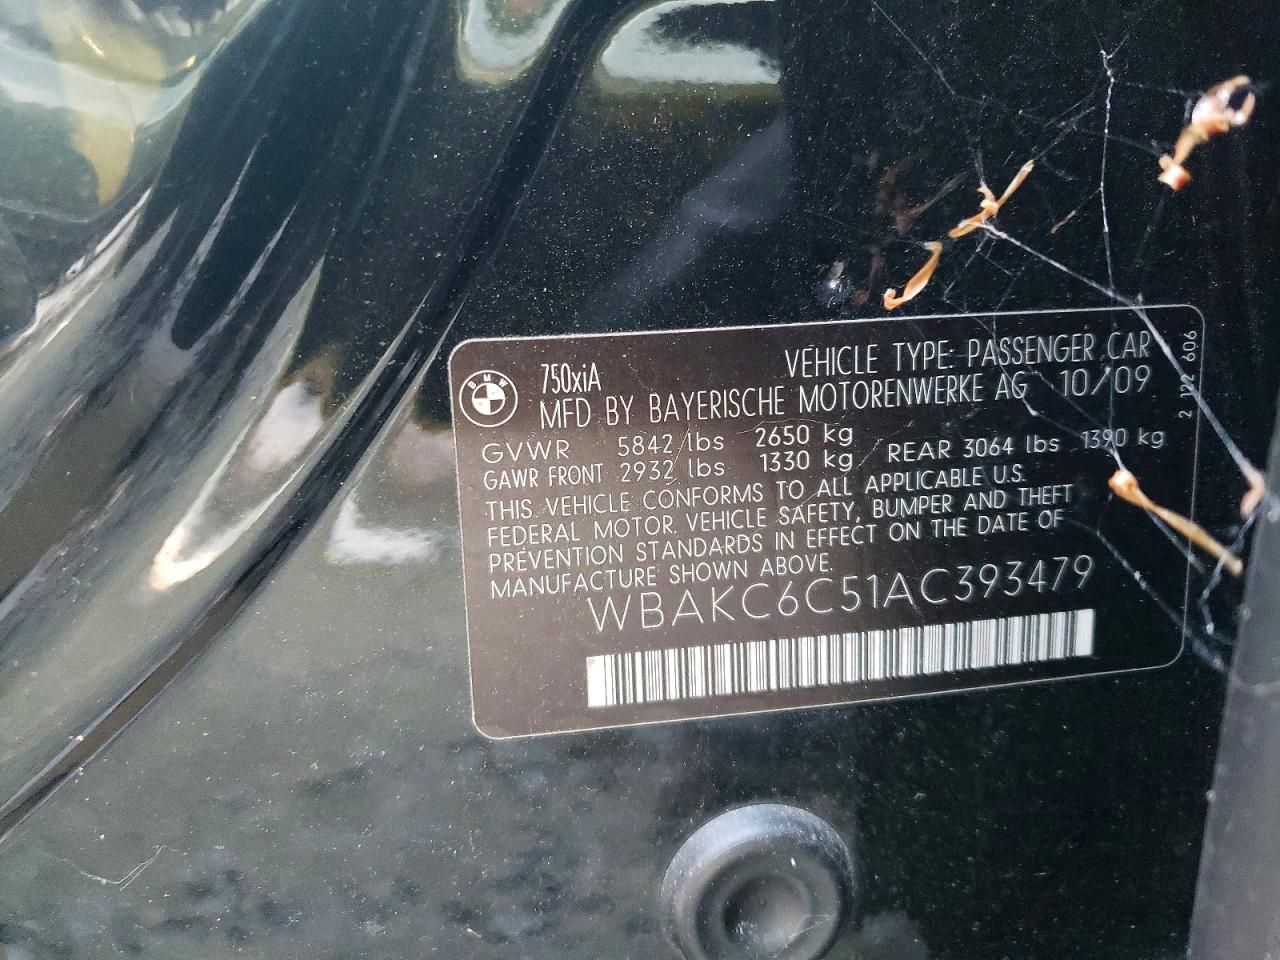 BMW
750xiA
VEHICLE TYPE: PASSENGER CAR
MFD BY BAYERISCHE MOTORENWERKE AG 10/09
GVWR 5842 lbs 2650 kg
GAWR FRONT 2932 lbs 1330 kg REAR 3064 lbs 1390 kg
THIS VEHICLE CONFORMS TO ALL APPLICABLE U.S.
FEDERAL MOTOR VEHICLE SAFETY, BUMPER AND THEFT
PREVENTION STANDARDS IN EFFECT ON THE DATE OF
MANUFACTURE SHOWN ABOVE.
WBAKC6C51AC393479
2 122 606